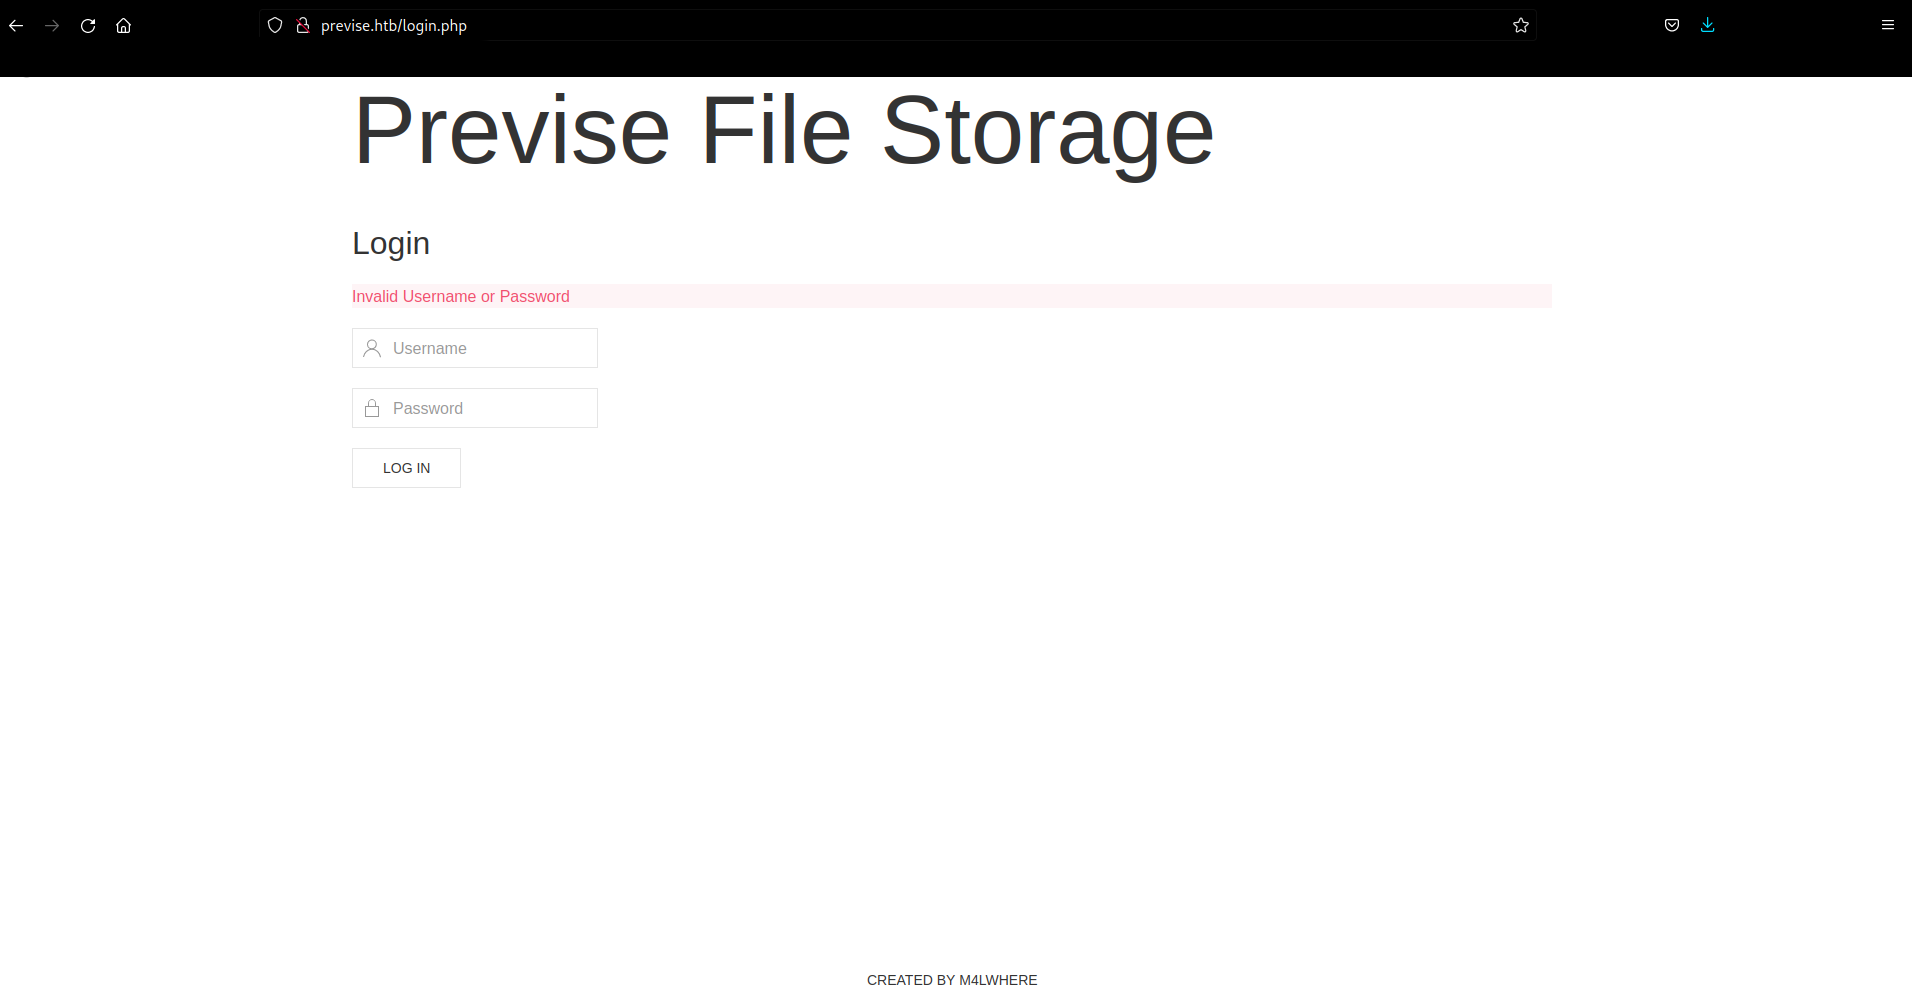 previse.htb/login.php
Previse File Storage
Login
Invalid Username or Password
Username
Password
LOG IN
CREATED BY M4LWHERE